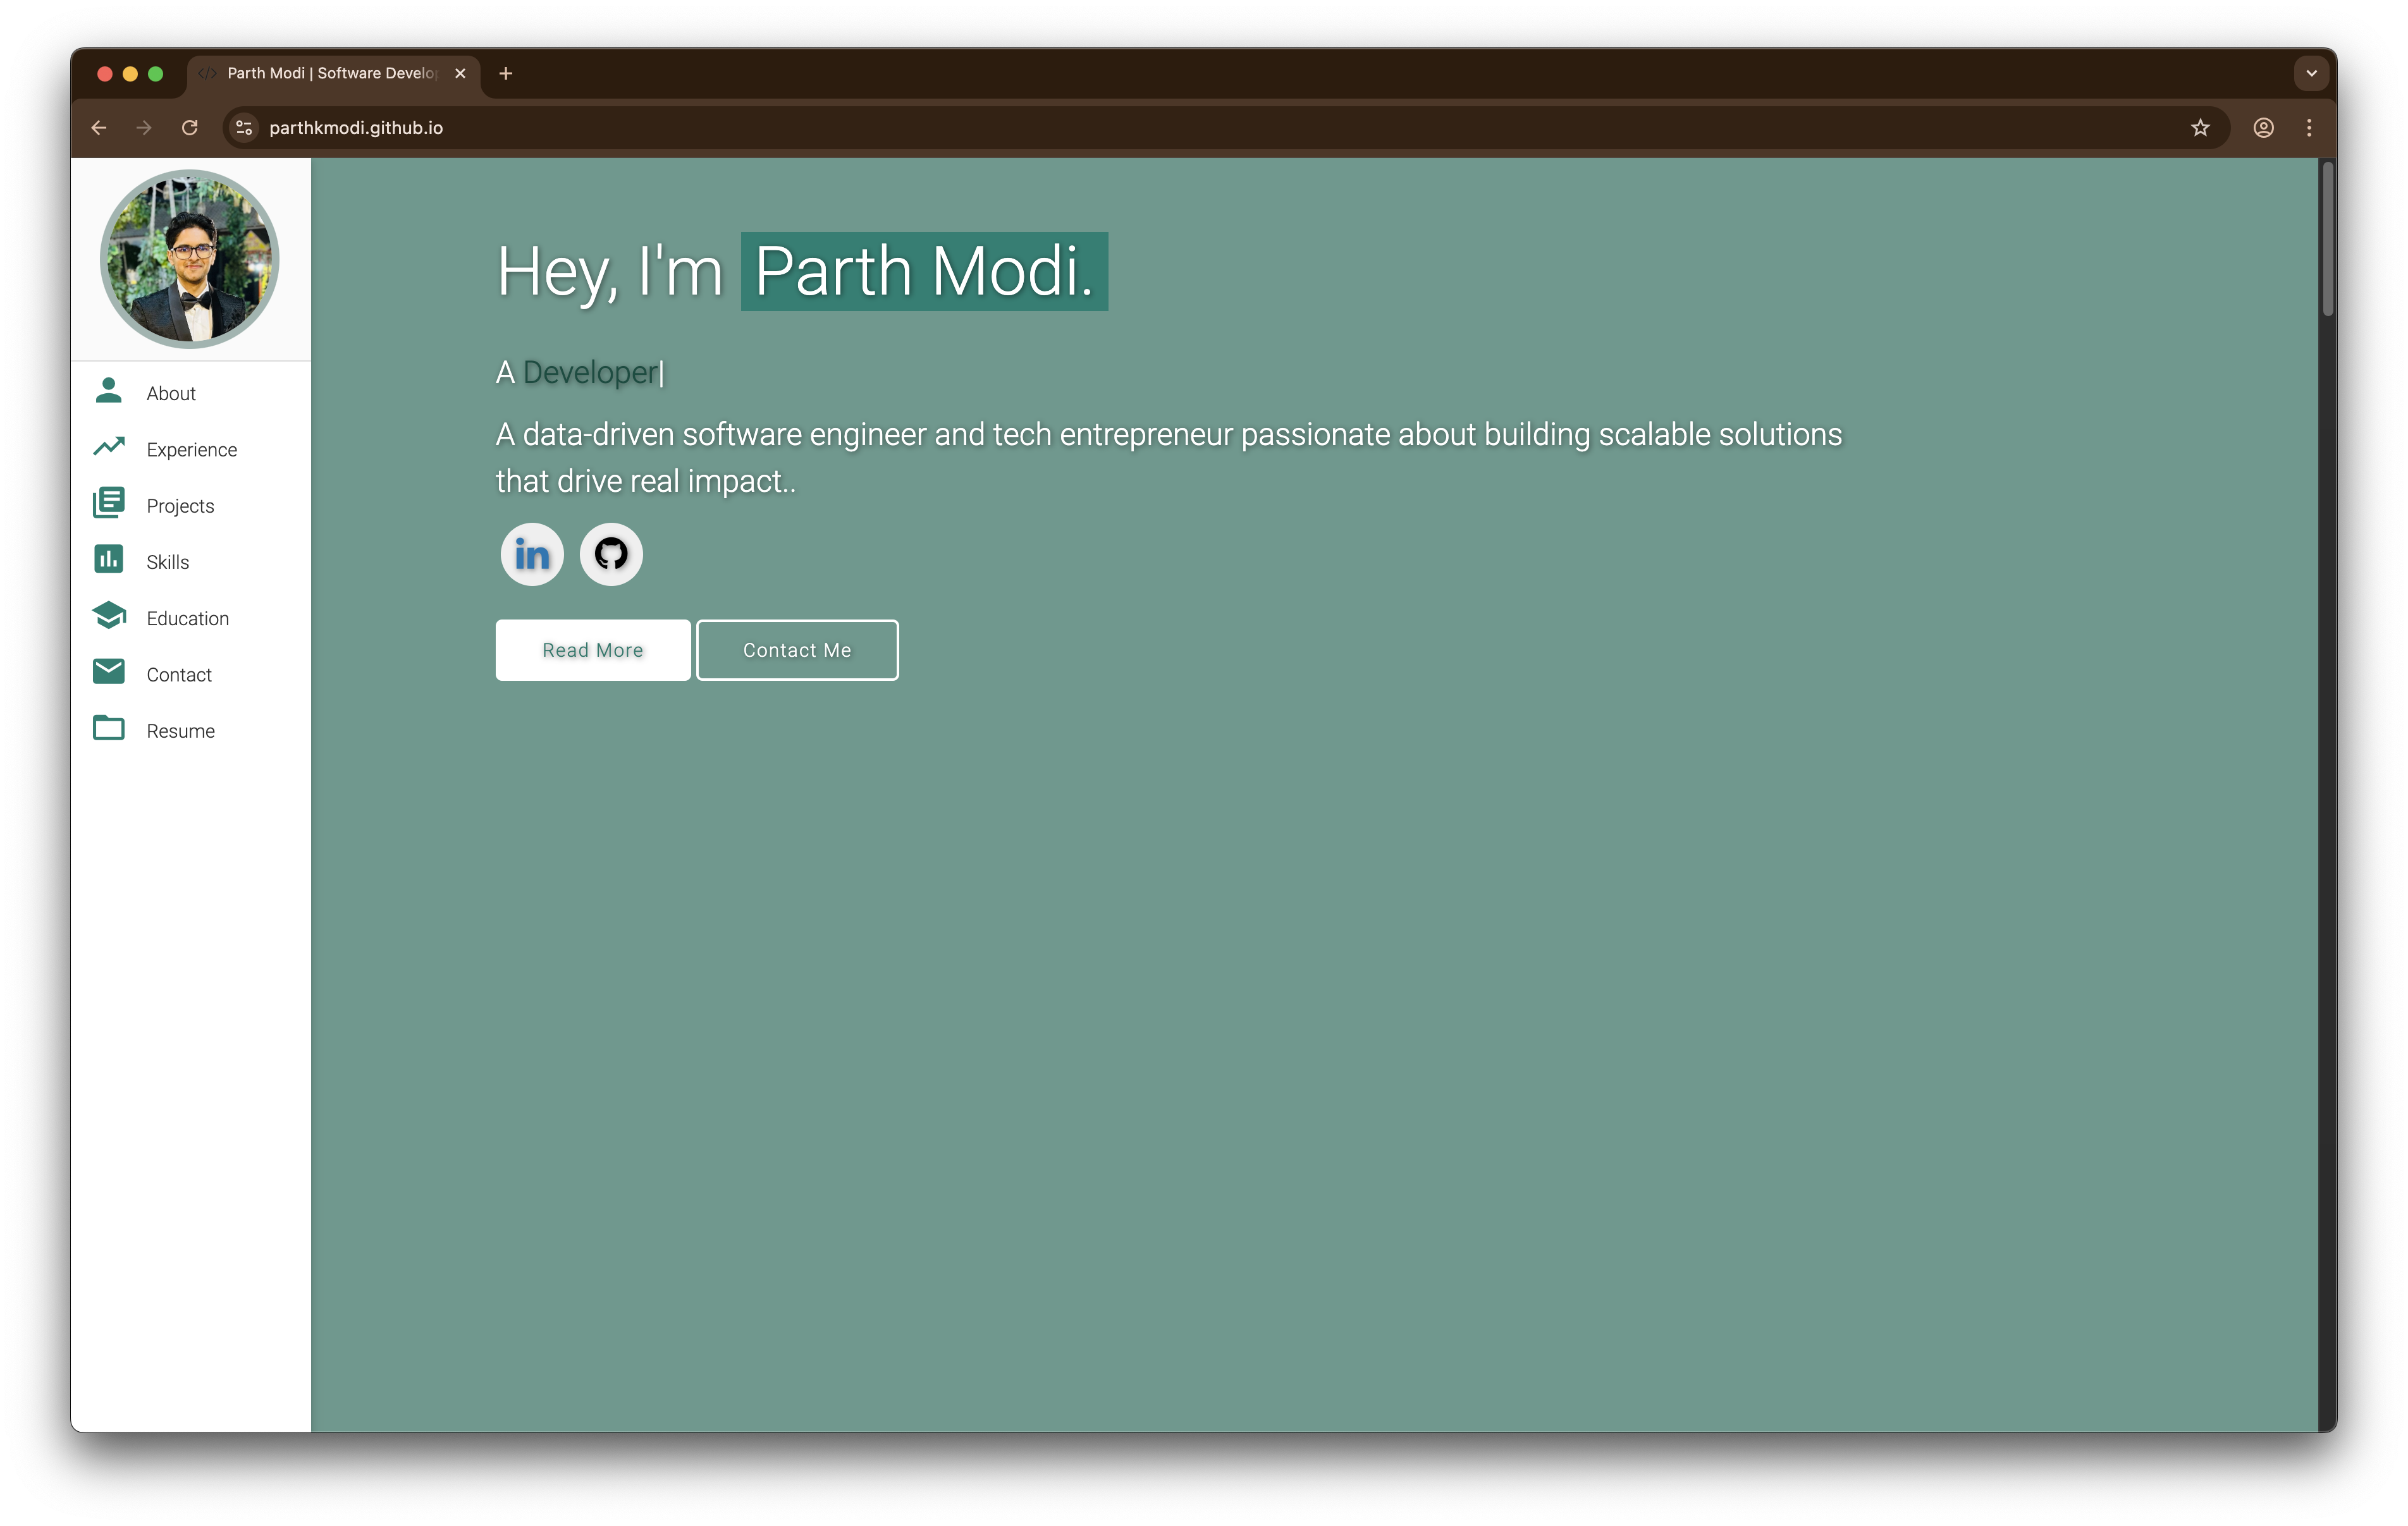 Parth Modi | Software Develop
parthkmodi.github.io
Hey, I'm Parth Modi.
A Developer|
A data-driven software engineer and tech entrepreneur passionate about building scalable solutions
that drive real impact..
in
Read More
Contact Me
About
Experience
Projects
Skills
Education
Contact
Resume